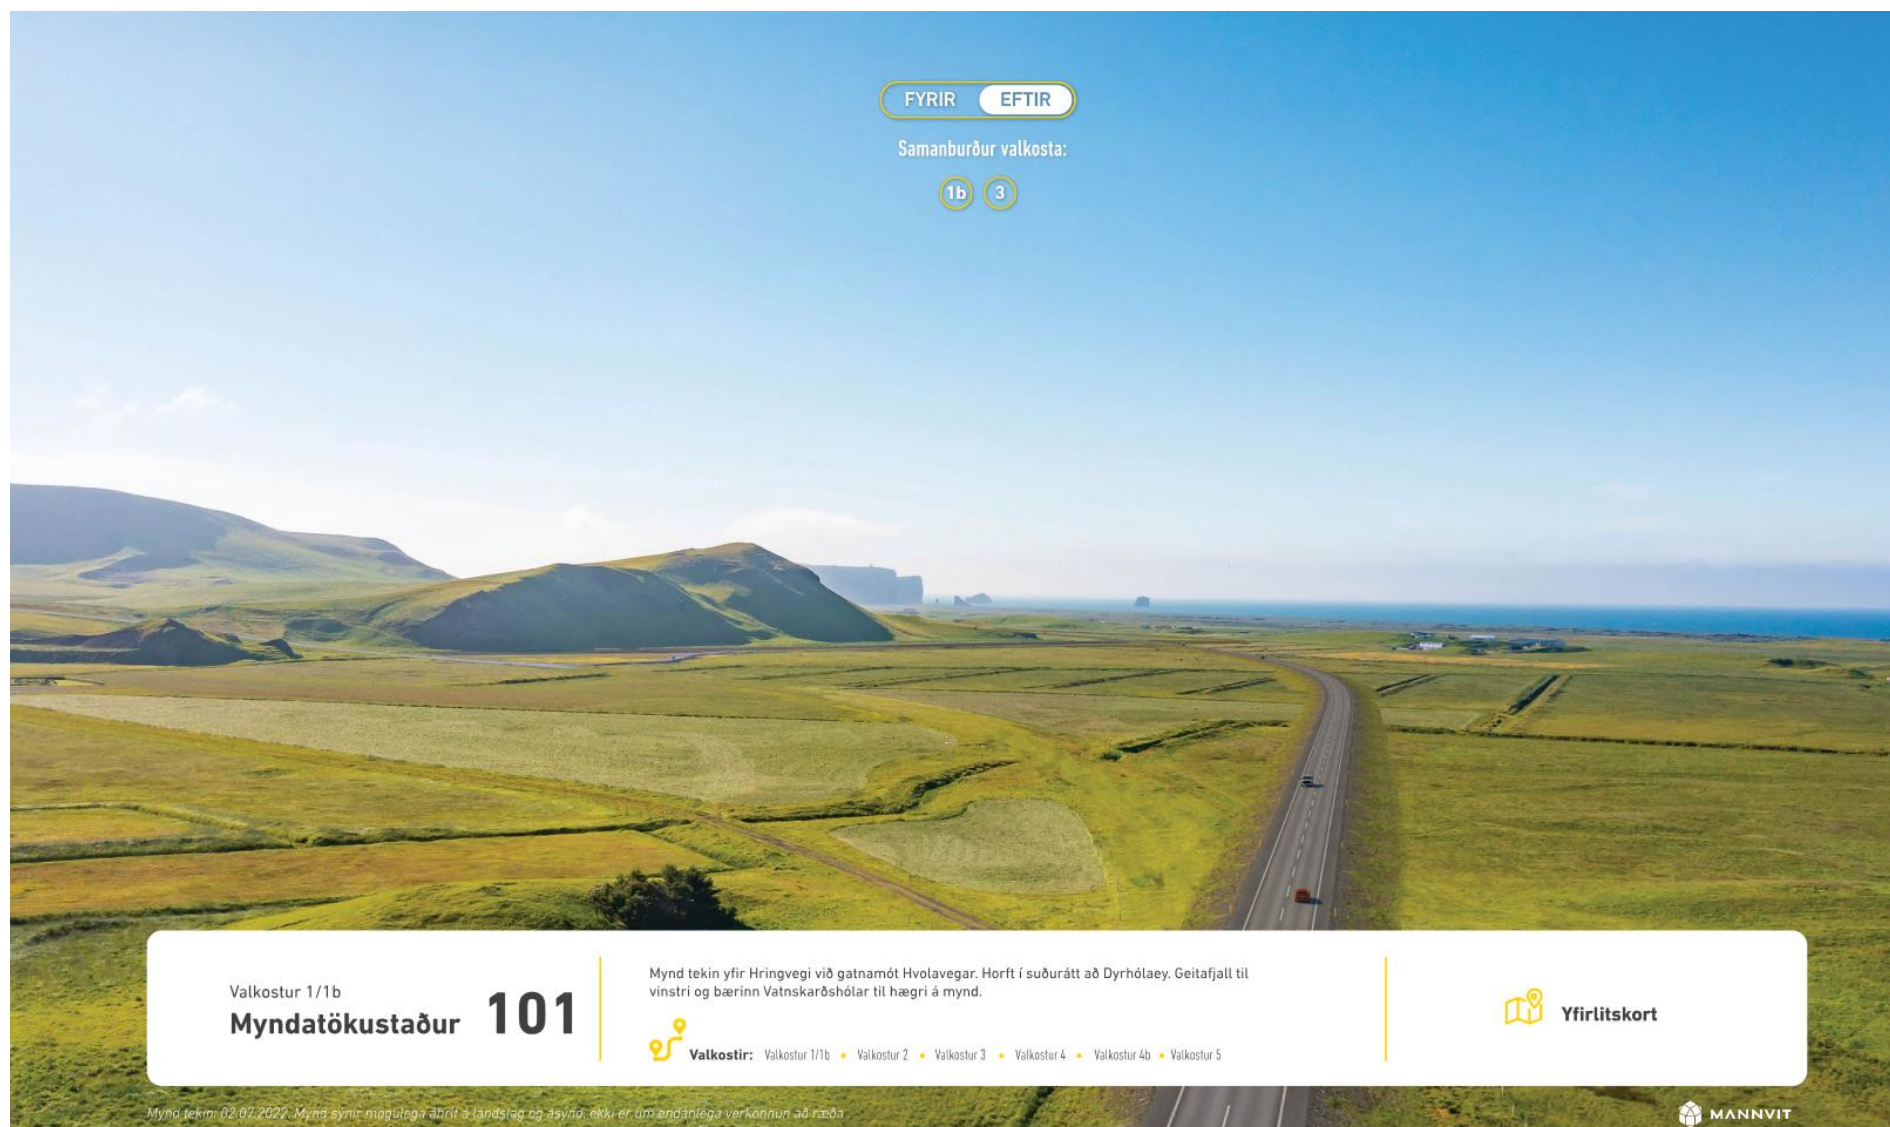 FYRIR EFTIR
Samanburður valkosta:
1b 3
Valkostur 1/1b
Myndatökustaður 101
Mynd tekin yfir Hringvegi við gatnamót Hvolavegar. Horft í suðurátt að Dyrhólaey. Geitafjall til
vinstri og bærinn Vatnskarðshólar til hægri á mynd.
Valkostir: Valkostur 1/1b • Valkostur 2 • Valkostur 3 • Valkostur 4 • Valkostur 4b • Valkostur 5
Yfirlitskort
Mynd tekin: 02.07.2022. Mynd sýnir mögulega áhrif á landslag og ásýnd, ekki er um endanlega verkönnun að ræða
MANNVIT